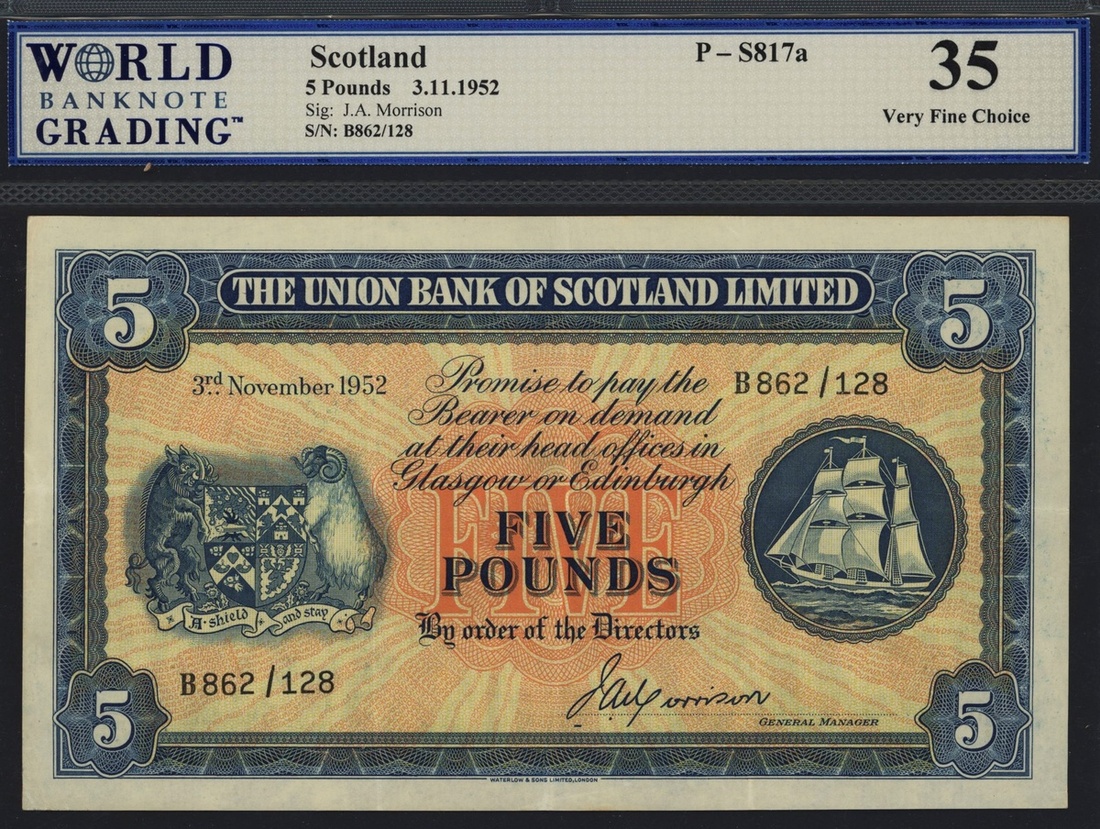 WORLD
BANKNOTE
GRADING™
Scotland
5 Pounds 3.11.1952
Sig: J.A. Morrison
S/N: B862/128
P – S817a
35
Very Fine Choice
5 THE UNION BANK OF SCOTLAND LIMITED 5
3rd November 1952
Promise to pay the
Bearer on demand
at their head offices in
Glasgow or Edinburgh
B862/128
FIVE
FIVE
POUNDS
By order of the Directors
A shield and stay
B862/128
J.A. Morrison
GENERAL MANAGER
5 5
WATERLOW & SONS LIMITED, LONDON